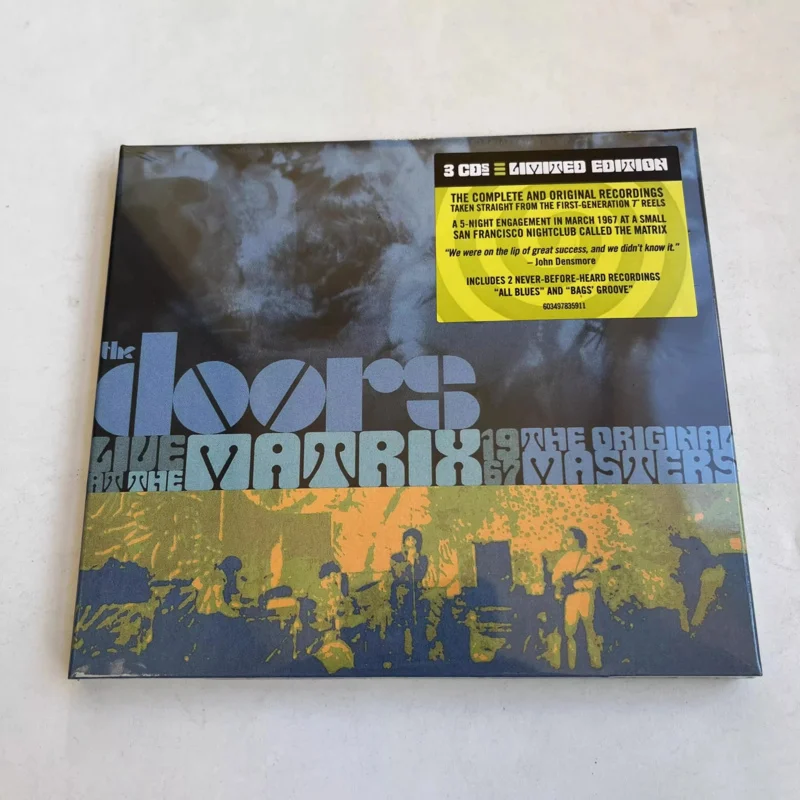 3 CDs LIMITED EDITION
THE COMPLETE AND ORIGINAL RECORDINGS
TAKEN STRAIGHT FROM THE FIRST-GENERATION 7" REELS
A 5-NIGHT ENGAGEMENT IN MARCH 1967 AT A SMALL
SAN FRANCISCO NIGHTCLUB CALLED THE MATRIX
"We were on the lip of great success, and we didn't know it."
– John Densmore
INCLUDES 2 NEVER-BEFORE-HEARD RECORDINGS
"ALL BLUES" AND "BAGS' GROOVE"
603497835911
the
doors
LIVE
AT THE
MATRIX
19
67
THE ORIGINAL
MASTERS